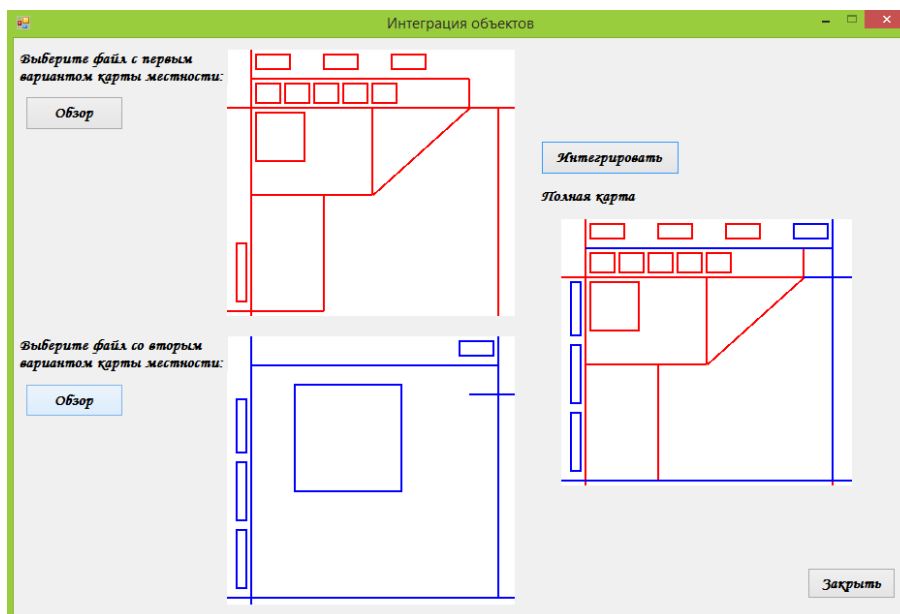 Интеграция объектов
Выберите файл с первым
вариантом карты местности:
Обзор
Интегрировать
Полная карта
Выберите файл со вторым
вариантом карты местности:
Обзор
Закрыть